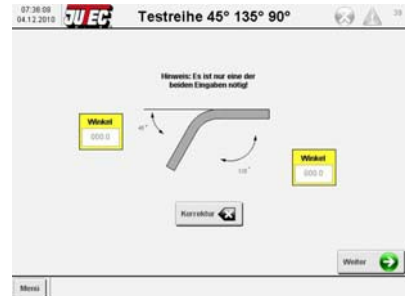 07:36:09
04.12.2010
JUTEC
Testreihe 45° 135° 90°
39
Hinweis: Es ist nur eine der
beiden Eingaben nötig!
Winkel
000.0
45°
135°
Winkel
000.0
Korrektur
Weiter
Menü